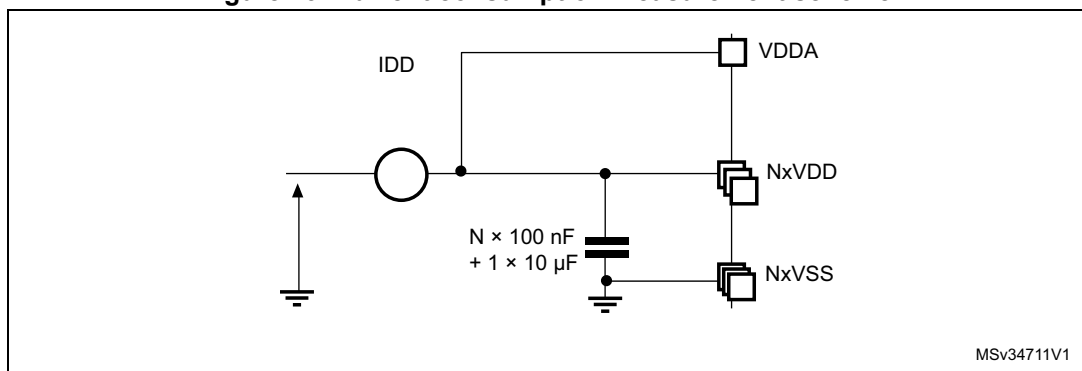 IDD
VDDA
NxVDD
N × 100 nF
+ 1 × 10 µF
NxVSS
MSv34711V1